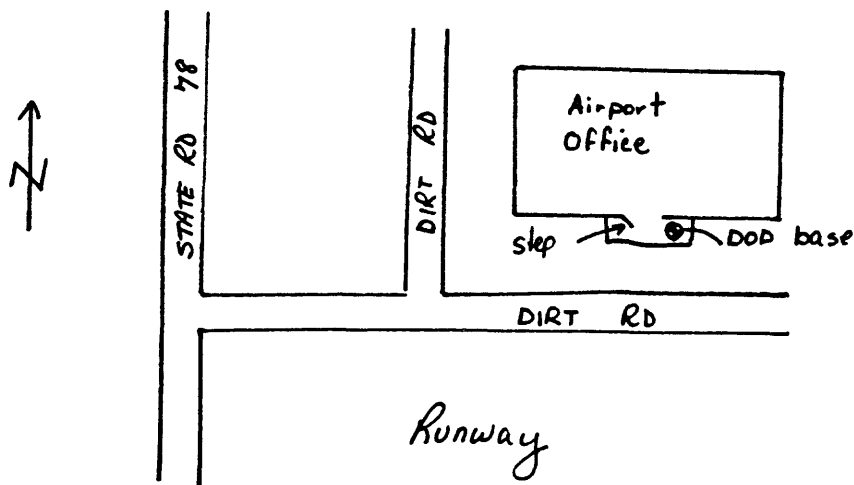 N
STATE RD 78
DIRT RD
Airport
Office
step
DOD base
DIRT RD
Runway